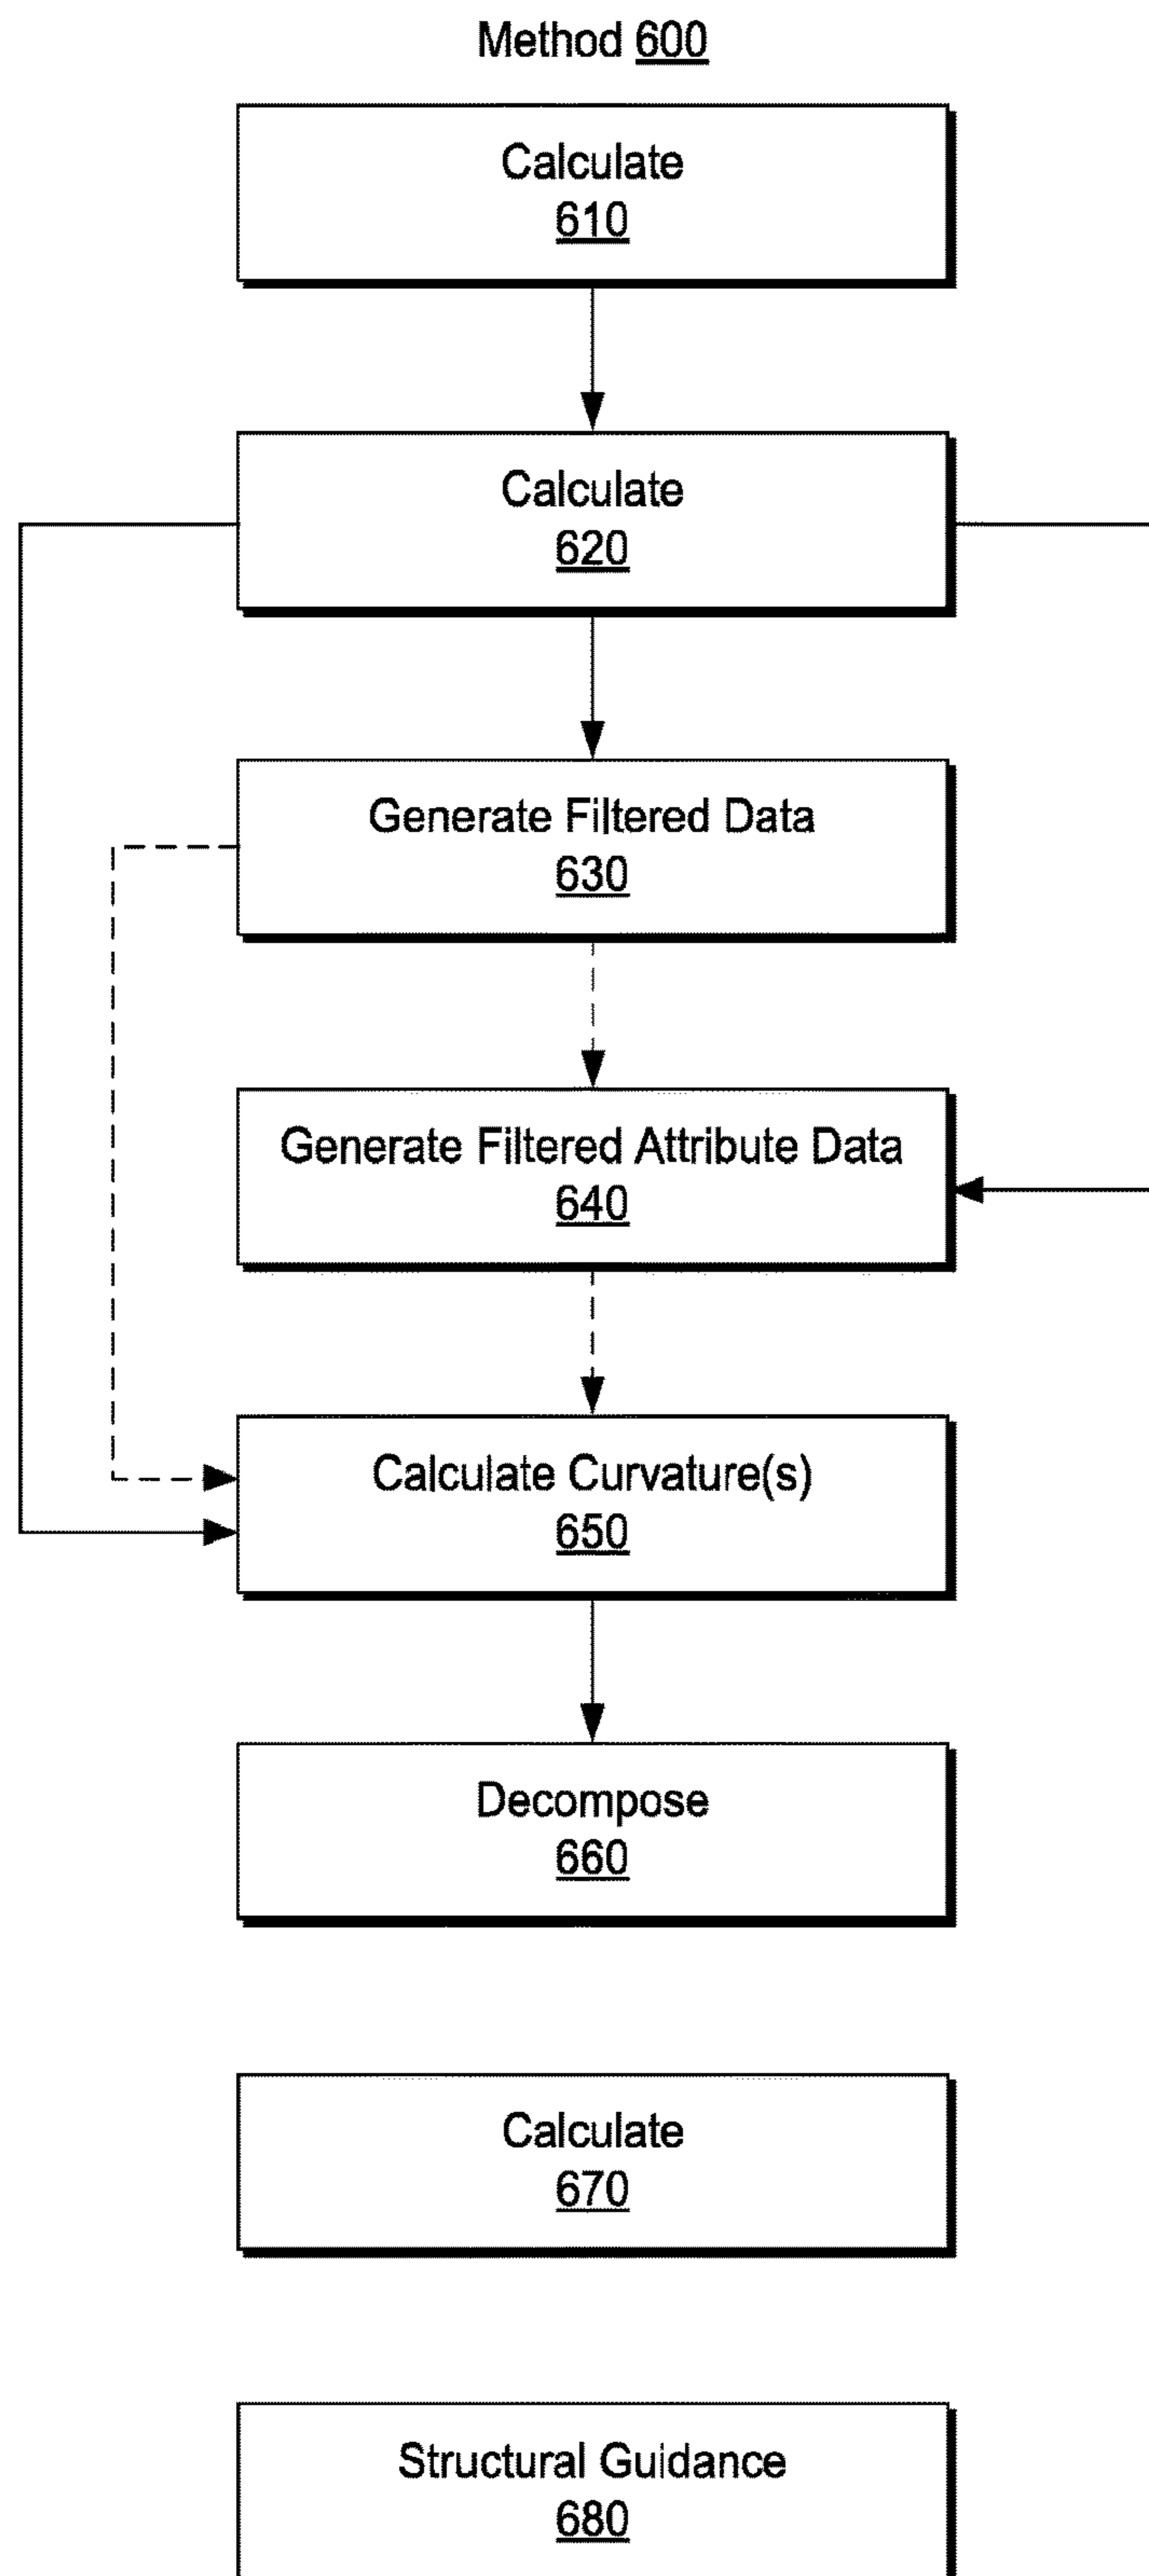 Method 600
Calculate
610
Calculate
620
Generate Filtered Data
630
Generate Filtered Attribute Data
640
Calculate Curvature(s)
650
Decompose
660
Calculate
670
Structural Guidance
680